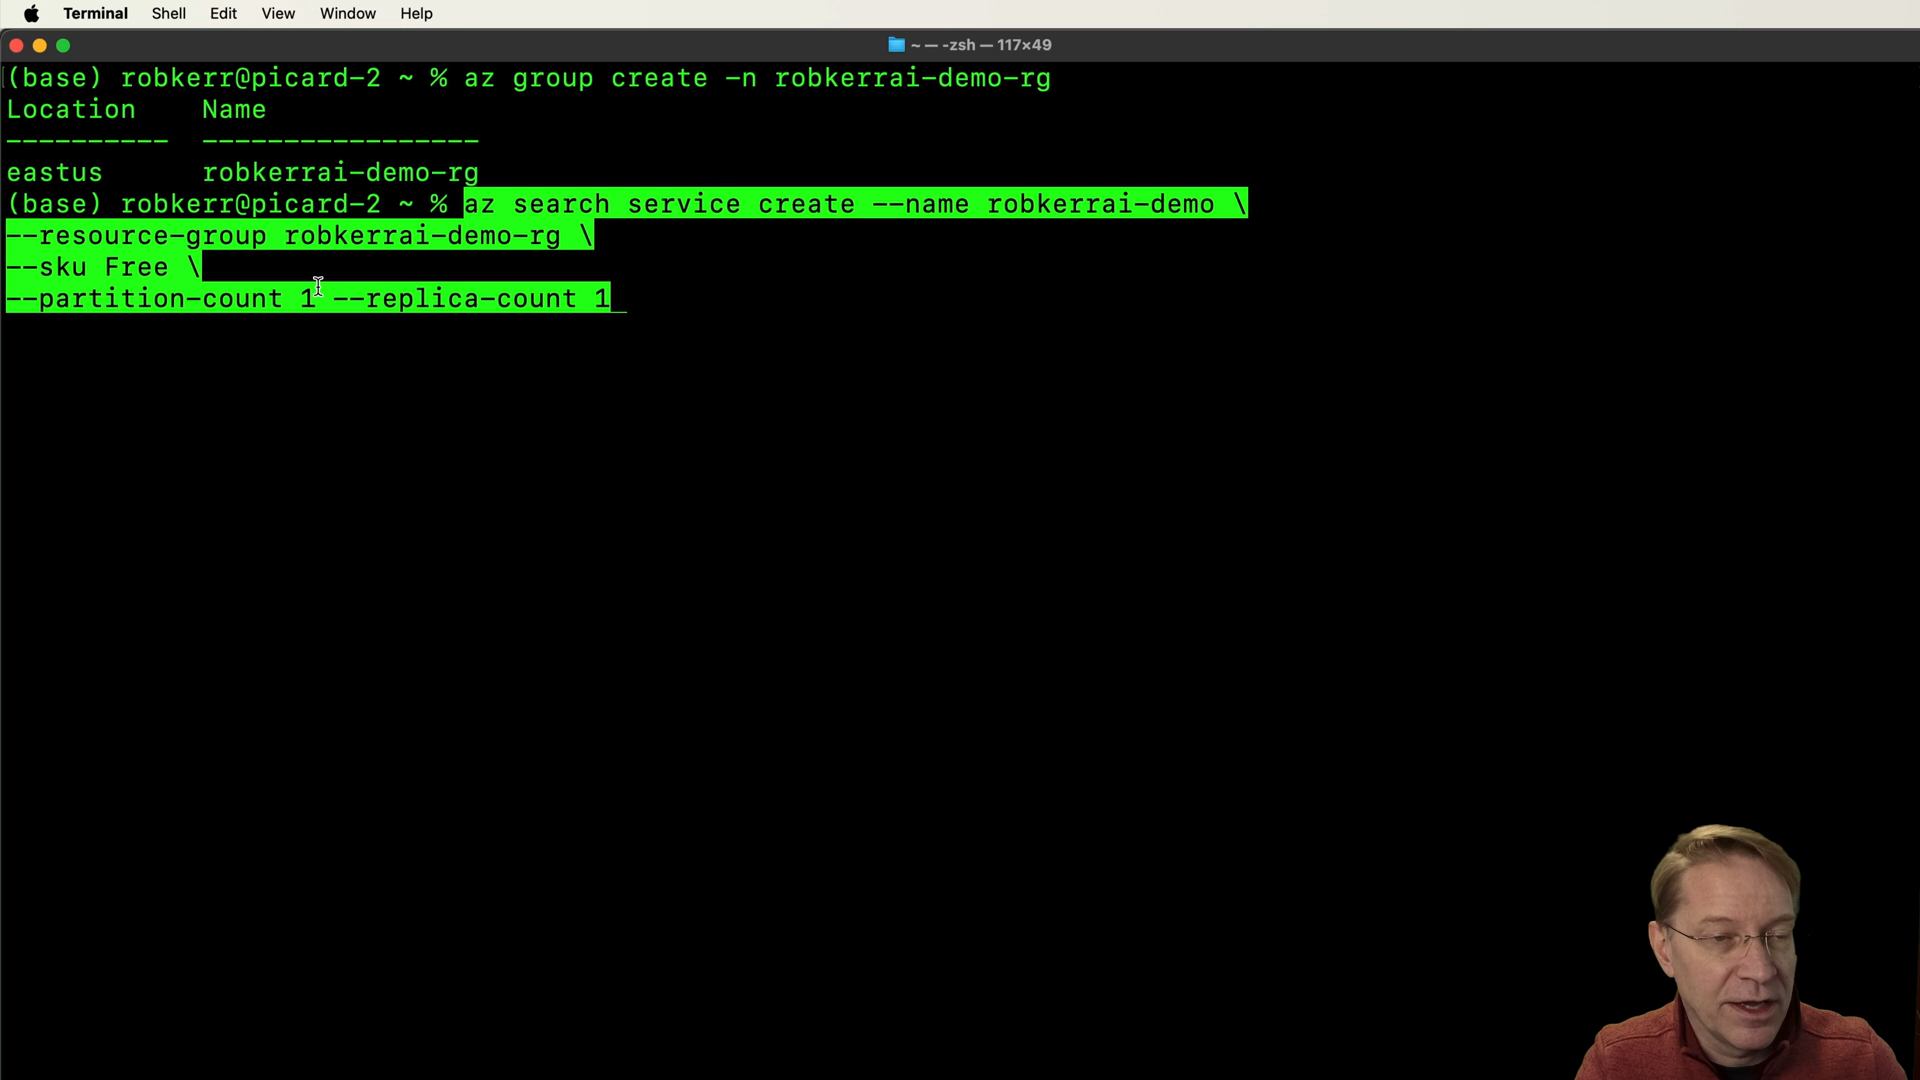 Terminal Shell Edit View Window Help
~ — -zsh — 117×49
(base) robkerr@picard-2 ~ % az group create -n robkerrai-demo-rg
Location    Name
----------  -----------------
eastus      robkerrai-demo-rg
(base) robkerr@picard-2 ~ % az search service create --name robkerrai-demo \
--resource-group robkerrai-demo-rg \
--sku Free \
--partition-count 1 --replica-count 1